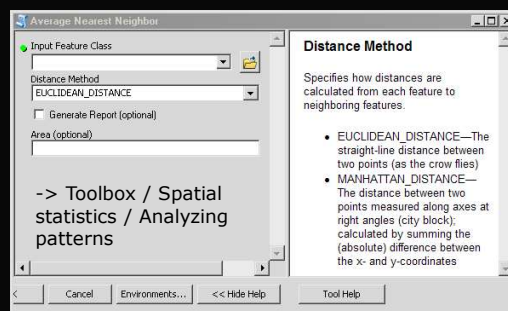 Average Nearest Neighbor
Input Feature Class
Distance Method
EUCLIDEAN_DISTANCE
Generate Report (optional)
Area (optional)
-> Toolbox / Spatial
statistics / Analyzing
patterns
Distance Method
Specifies how distances are
calculated from each feature to
neighboring features.
• EUCLIDEAN_DISTANCE—The
straight-line distance between
two points (as the crow flies)
• MANHATTAN_DISTANCE—
The distance between two
points measured along axes at
right angles (city block);
calculated by summing the
(absolute) difference between
the x- and y-coordinates
Cancel
Environments...
<< Hide Help
Tool Help